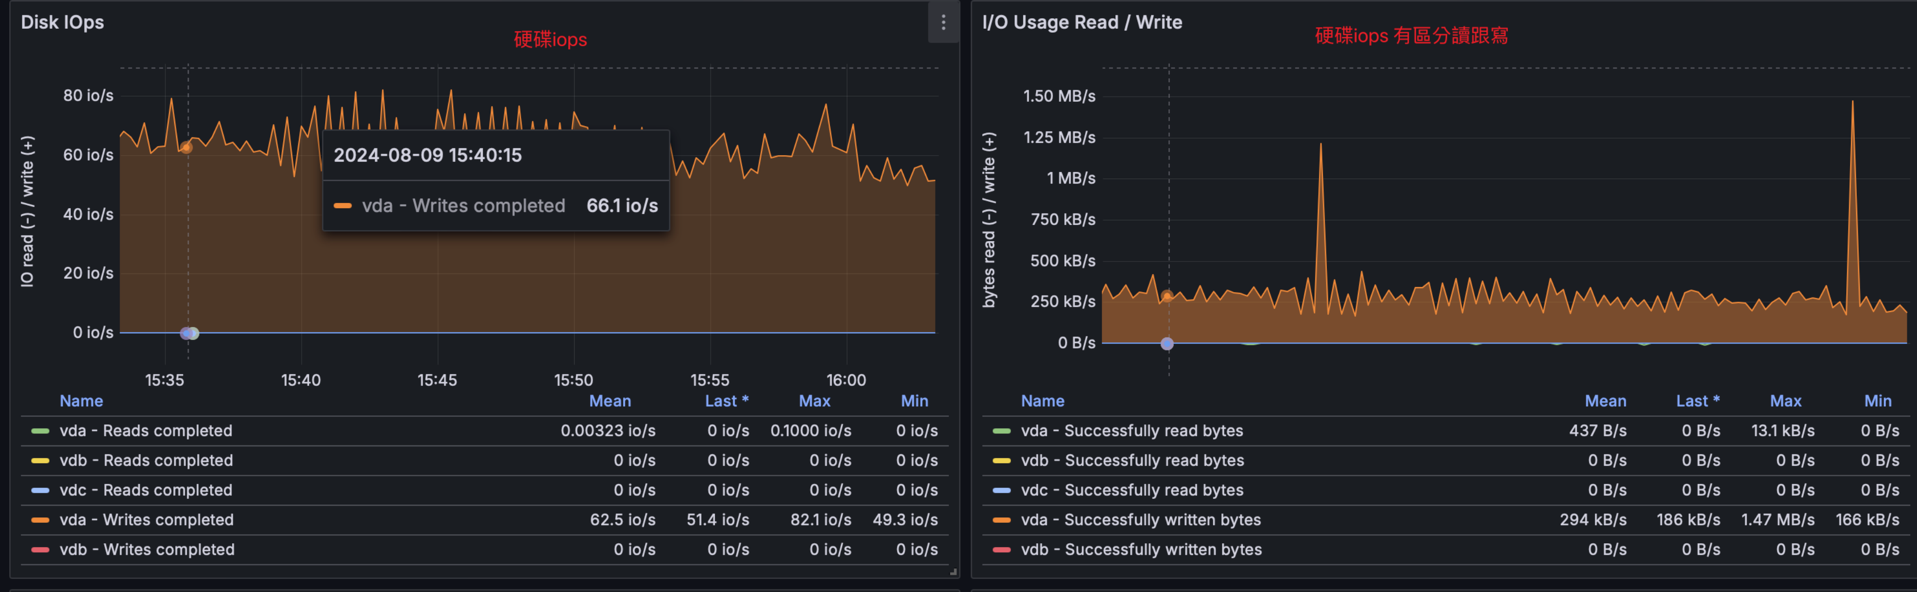 Disk IOps
硬碟iops
IO read (-) / write (+)
80 io/s
60 io/s
40 io/s
20 io/s
0 io/s
2024-08-09 15:40:15
vda - Writes completed 66.1 io/s
15:35 15:40 15:45 15:50 15:55 16:00
Name Mean Last * Max Min
vda - Reads completed 0.00323 io/s 0 io/s 0.1000 io/s 0 io/s
vdb - Reads completed 0 io/s 0 io/s 0 io/s 0 io/s
vdc - Reads completed 0 io/s 0 io/s 0 io/s 0 io/s
vda - Writes completed 62.5 io/s 51.4 io/s 82.1 io/s 49.3 io/s
vdb - Writes completed 0 io/s 0 io/s 0 io/s 0 io/s
I/O Usage Read / Write
硬碟iops 有區分讀跟寫
bytes read (-) / write (+)
1.50 MB/s
1.25 MB/s
1 MB/s
750 kB/s
500 kB/s
250 kB/s
0 B/s
Name Mean Last * Max Min
vda - Successfully read bytes 437 B/s 0 B/s 13.1 kB/s 0 B/s
vdb - Successfully read bytes 0 B/s 0 B/s 0 B/s 0 B/s
vdc - Successfully read bytes 0 B/s 0 B/s 0 B/s 0 B/s
vda - Successfully written bytes 294 kB/s 186 kB/s 1.47 MB/s 166 kB/s
vdb - Successfully written bytes 0 B/s 0 B/s 0 B/s 0 B/s